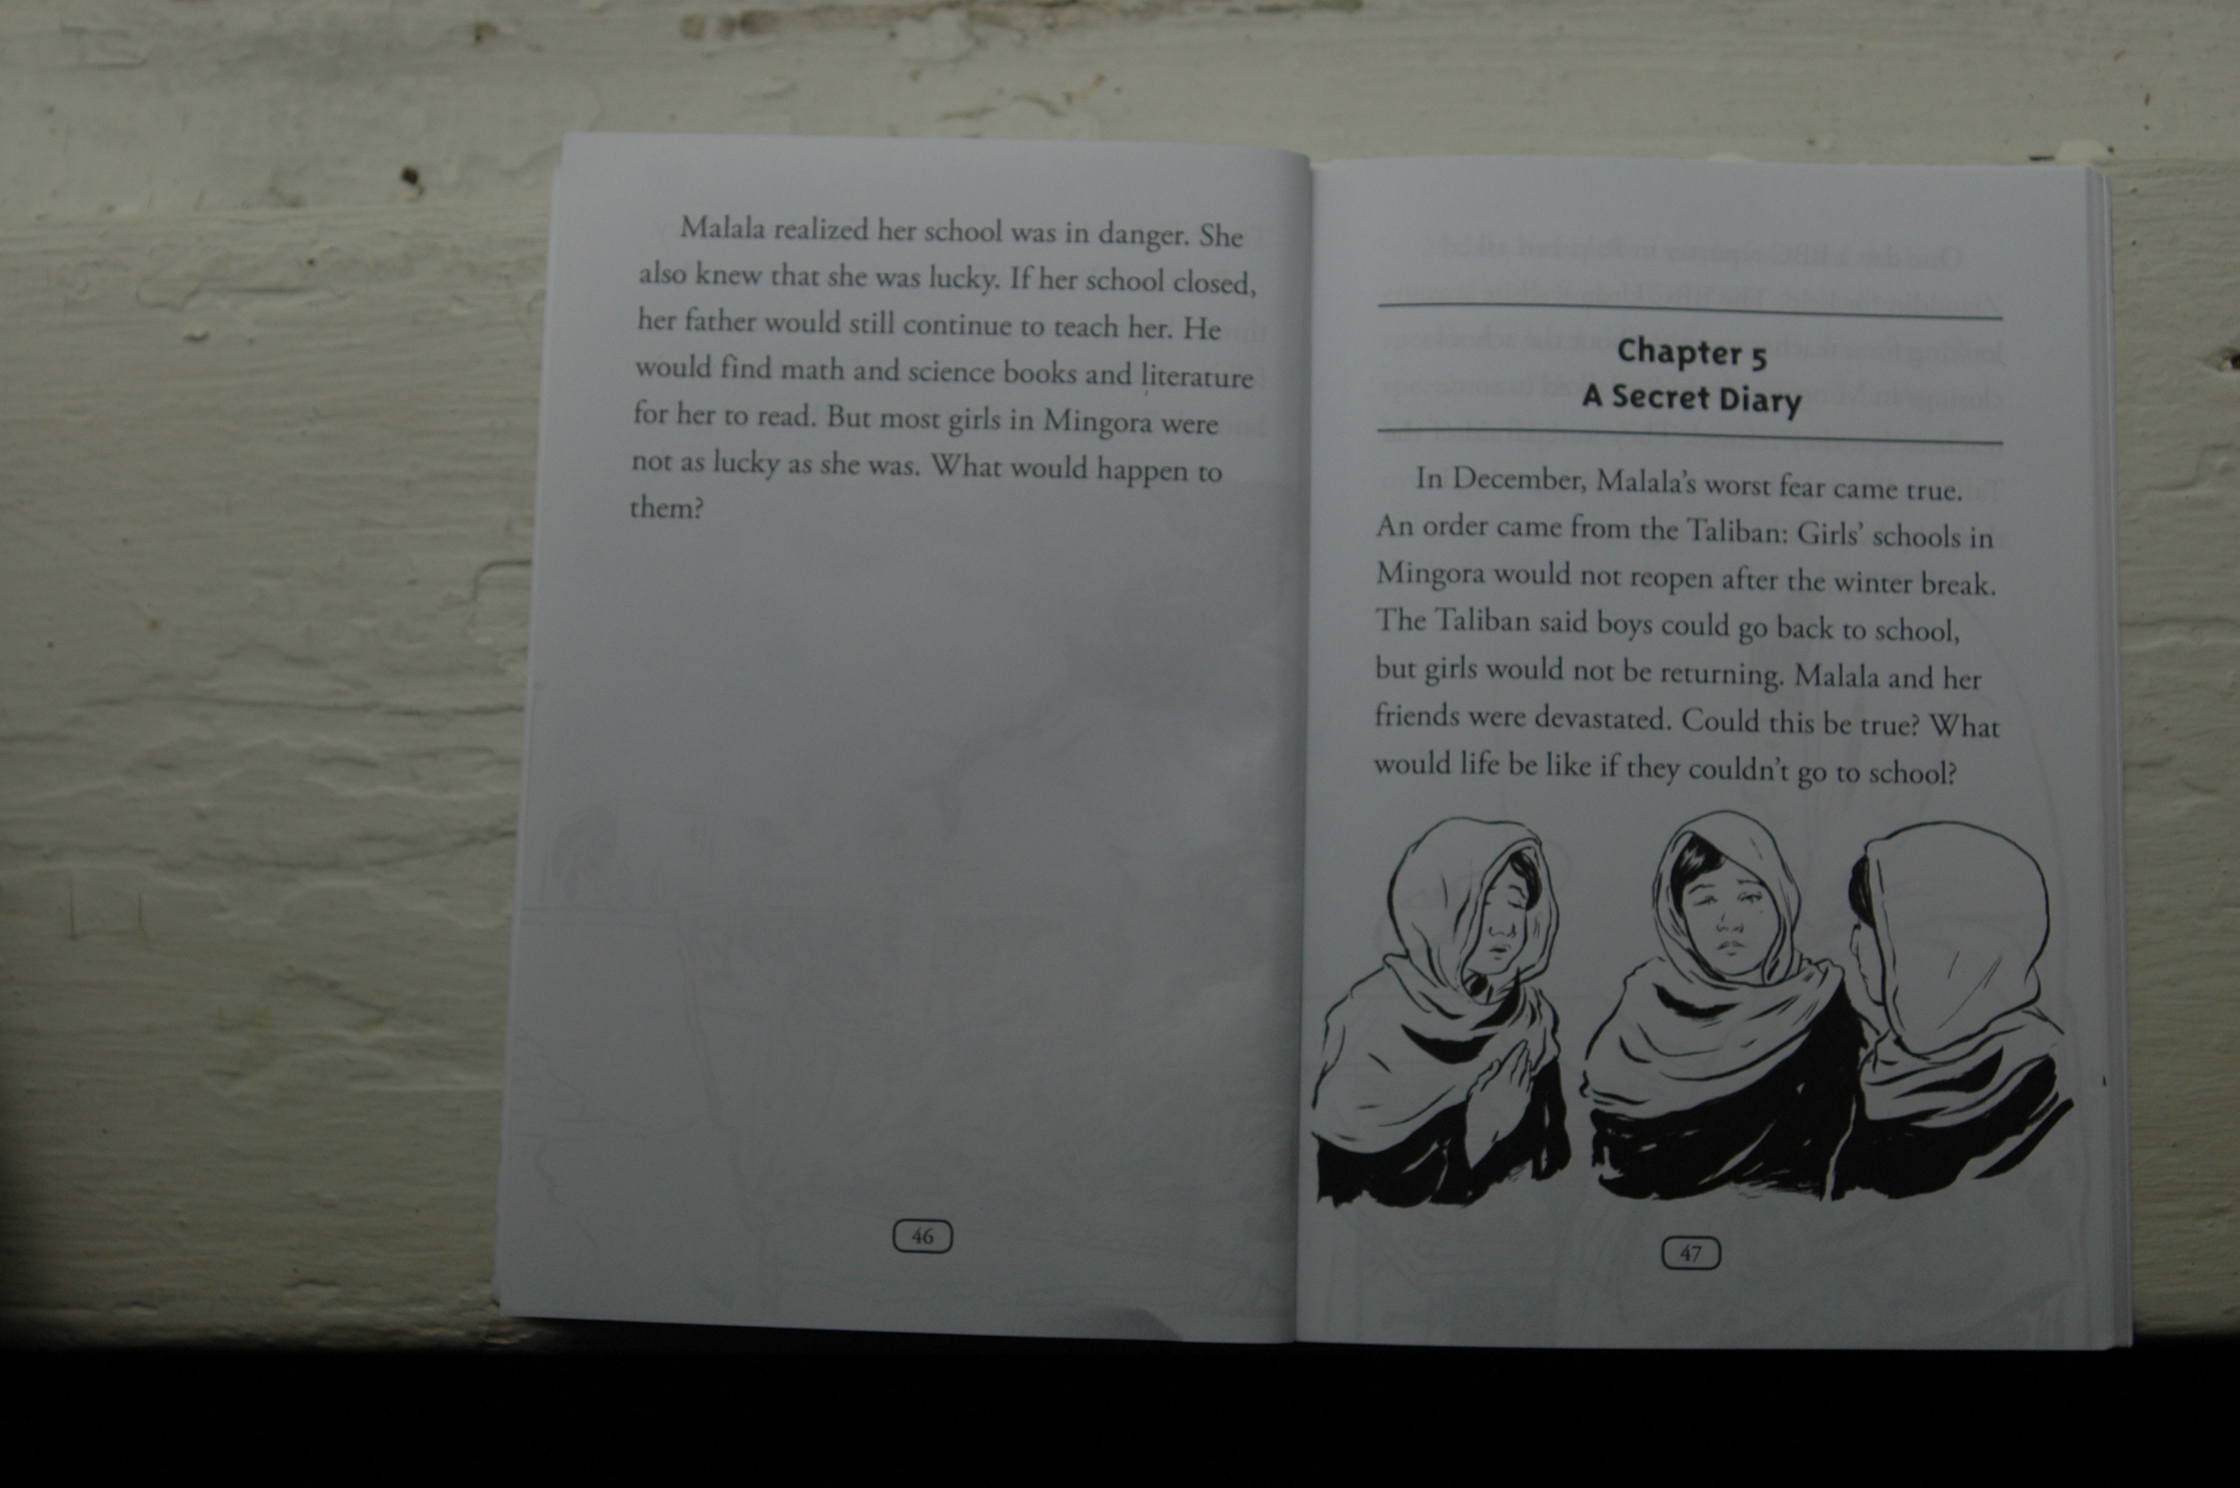 Malala realized her school was in danger. She
also knew that she was lucky. If her school closed,
her father would still continue to teach her. He
would find math and science books and literature
for her to read. But most girls in Mingora were
not as lucky as she was. What would happen to
them?
46
Chapter 5
A Secret Diary
In December, Malala’s worst fear came true.
An order came from the Taliban: Girls’ schools in
Mingora would not reopen after the winter break.
The Taliban said boys could go back to school,
but girls would not be returning. Malala and her
friends were devastated. Could this be true? What
would life be like if they couldn’t go to school?
47